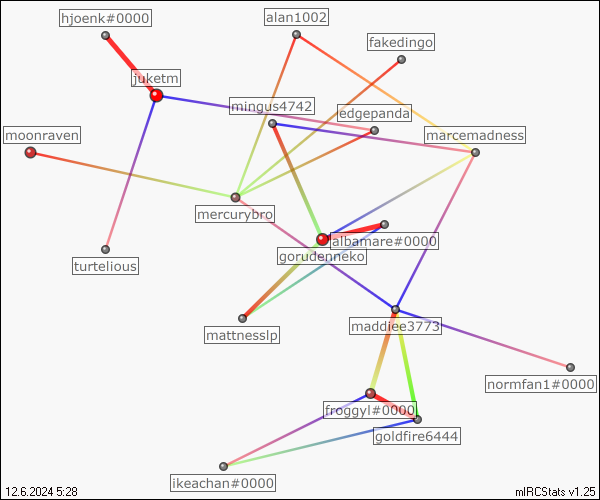 hjoenk#0000
alan1002
fakedingo
juketm
mingus4742
edgepanda
moonraven
marcemadness
mercurybro
albamare#0000
gorudenneko
turtelious
maddiee3773
mattnesslp
normfan1#0000
froggyl#0000
goldfire6444
ikeachan#0000
12.6.2024 5:28
mIRCStats v1.25